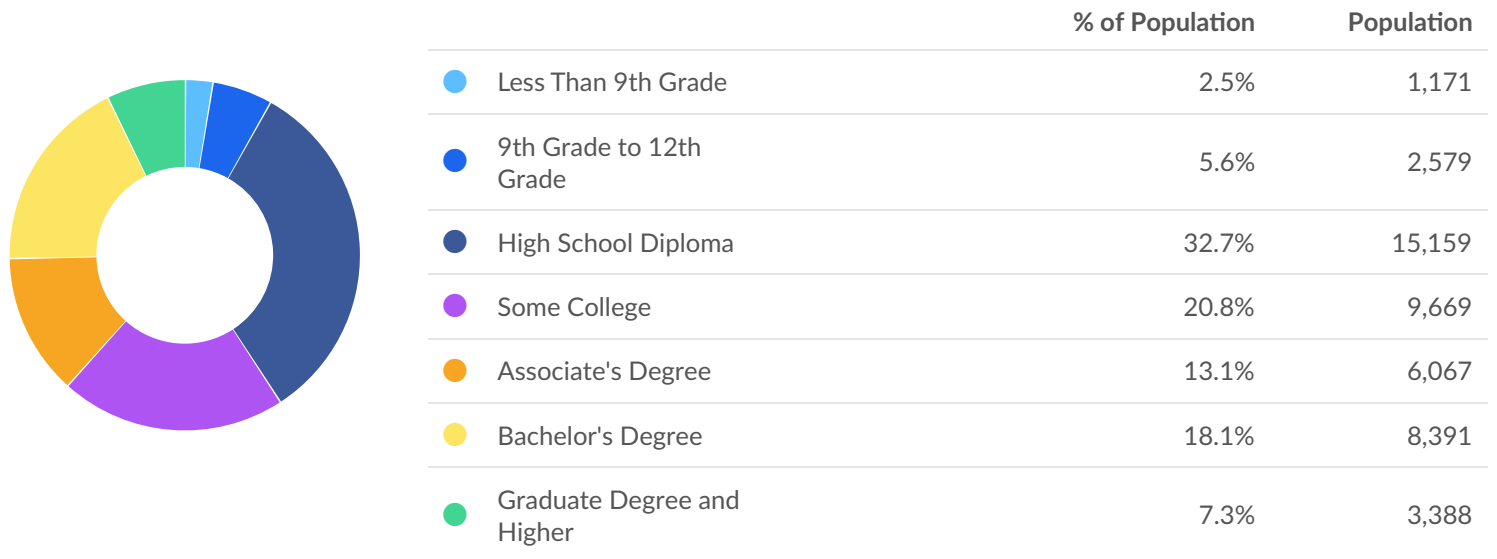 % of Population Population
Less Than 9th Grade 2.5% 1,171
9th Grade to 12th
Grade 5.6% 2,579
High School Diploma 32.7% 15,159
Some College 20.8% 9,669
Associate's Degree 13.1% 6,067
Bachelor's Degree 18.1% 8,391
Graduate Degree and
Higher 7.3% 3,388